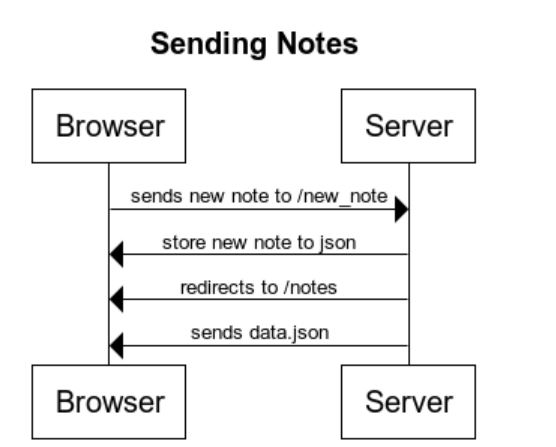 Sending Notes
Browser
Server
sends new note to /new_note
store new note to json
redirects to /notes
sends data.json
Browser
Server